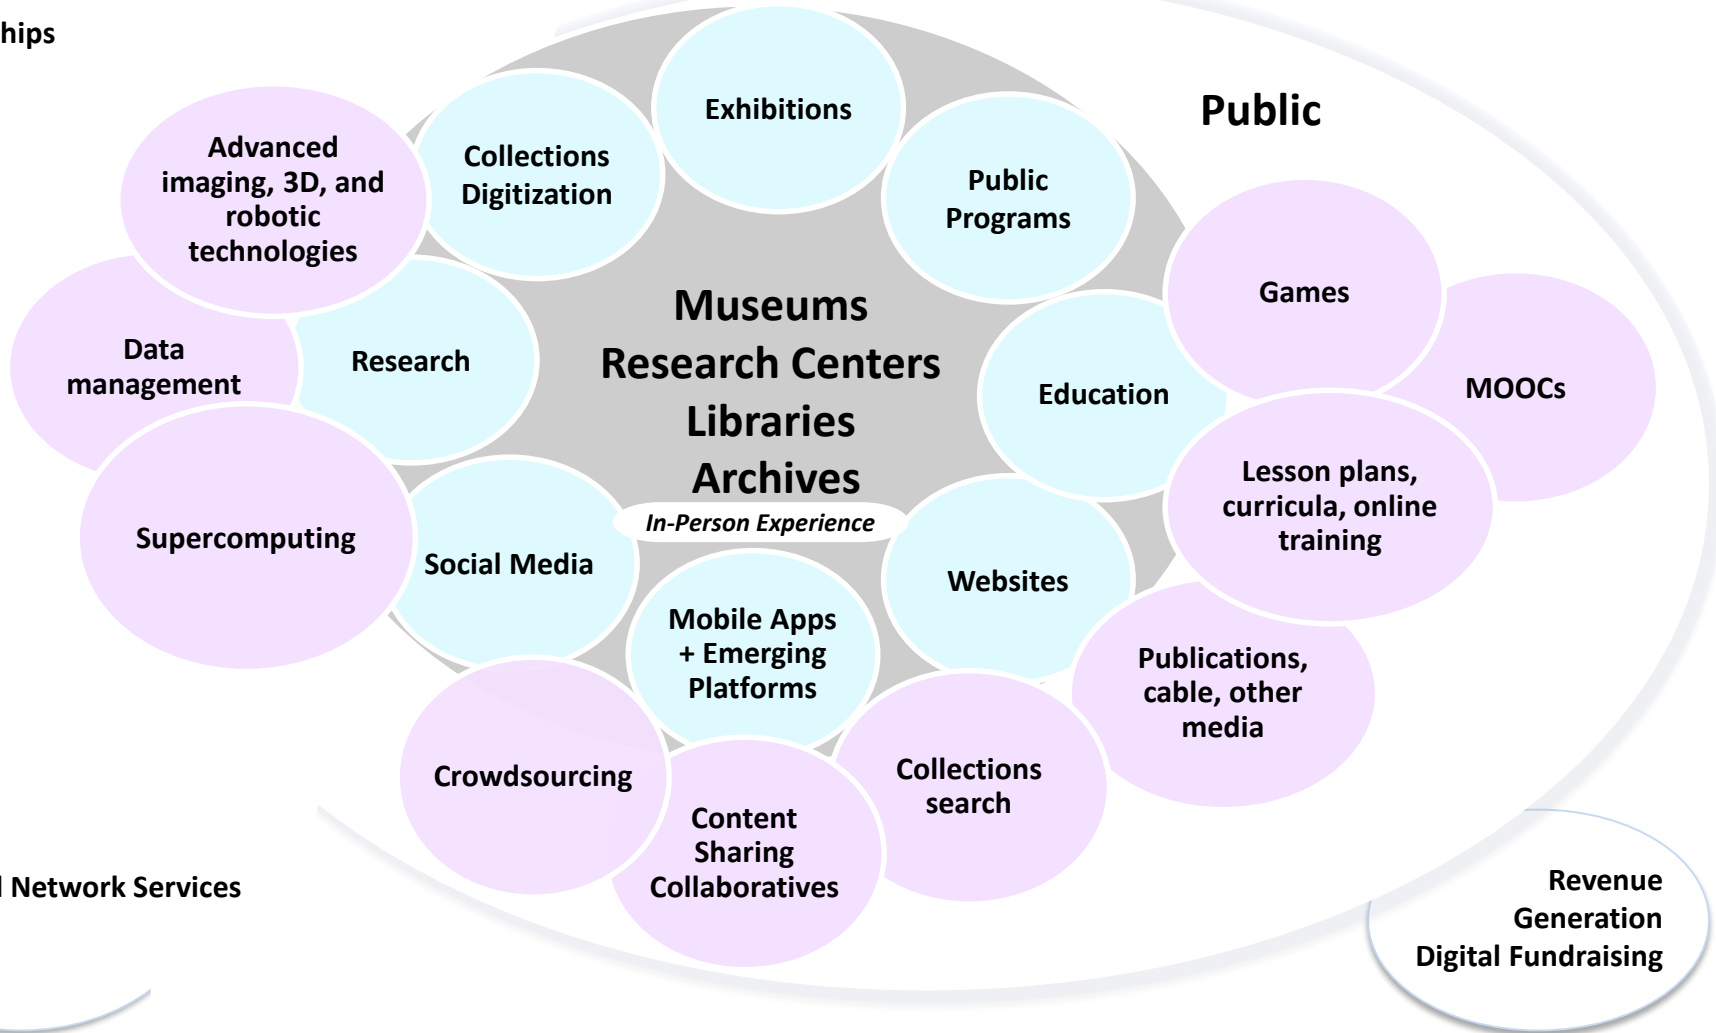 hips
Exhibitions
Public
Advanced
imaging, 3D, and
robotic
technologies
Collections
Digitization
Public
Programs
Games
Museums
Research Centers
Libraries
Archives
In-Person Experience
Data
management
Research
Education
MOOCs
Lesson plans,
curricula, online
training
Supercomputing
Social Media
Websites
Mobile Apps
+ Emerging
Platforms
Publications,
cable, other
media
Crowdsourcing
Collections
search
Content
Sharing
Collaboratives
Network Services
Revenue
Generation
Digital Fundraising